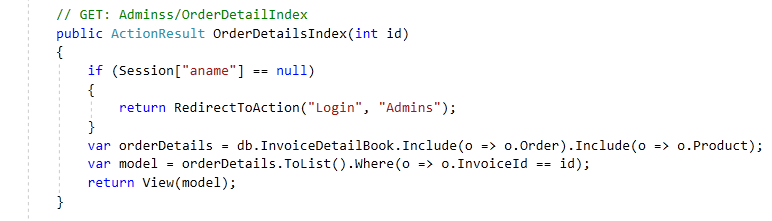 // GET: Adminss/OrderDetailIndex
public ActionResult OrderDetailsIndex(int id)
{
if (Session["aname"] == null)
{
return RedirectToAction("Login", "Admins");
}
var orderDetails = db.InvoiceDetailBook.Include(o => o.Order).Include(o => o.Product);
var model = orderDetails.ToList().Where(o => o.InvoiceId == id);
return View(model);
}